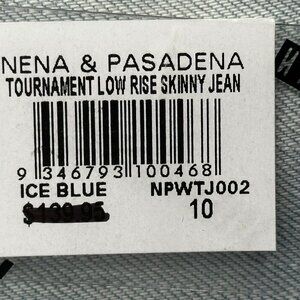 NENA & PASADENA
TOURNAMENT LOW RISE SKINNY JEAN
9 346793 100468
ICE BLUE NPWTJ002
10